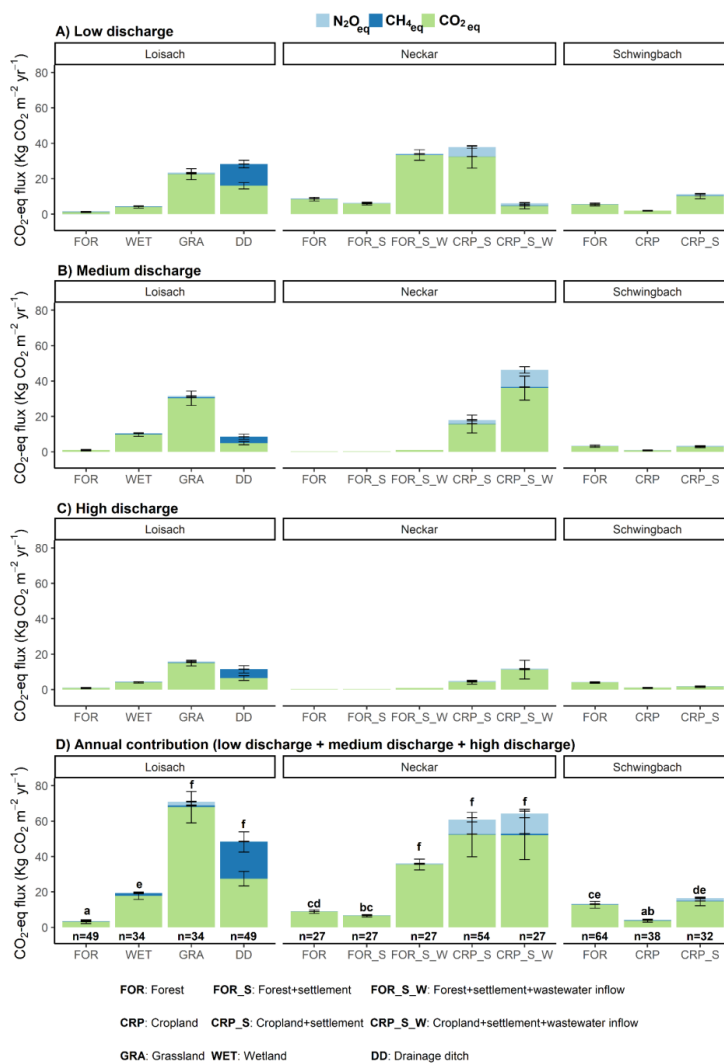 N₂Oeq CH₄eq CO₂eq
A) Low discharge
Loisach Neckar Schwingbach
CO₂-eq flux (Kg CO₂ m⁻² yr⁻¹)
80
60
40
20
0
FOR WET GRA DD FOR FOR_S FOR_S_W CRP_S CRP_S_W FOR CRP CRP_S
B) Medium discharge
Loisach Neckar Schwingbach
CO₂-eq flux (Kg CO₂ m⁻² yr⁻¹)
80
60
40
20
0
FOR WET GRA DD FOR FOR_S FOR_S_W CRP_S CRP_S_W FOR CRP CRP_S
C) High discharge
Loisach Neckar Schwingbach
CO₂-eq flux (Kg CO₂ m⁻² yr⁻¹)
80
60
40
20
0
FOR WET GRA DD FOR FOR_S FOR_S_W CRP_S CRP_S_W FOR CRP CRP_S
D) Annual contribution (low discharge + medium discharge + high discharge)
Loisach Neckar Schwingbach
CO₂-eq flux (Kg CO₂ m⁻² yr⁻¹)
80
60
40
20
0
a e f f cd bc f f f ce ab de
n=49 n=34 n=34 n=49 n=27 n=27 n=27 n=54 n=27 n=64 n=38 n=32
FOR WET GRA DD FOR FOR_S FOR_S_W CRP_S CRP_S_W FOR CRP CRP_S
FOR: Forest FOR_S: Forest+settlement FOR_S_W: Forest+settlement+wastewater inflow
CRP: Cropland CRP_S: Cropland+settlement CRP_S_W: Cropland+settlement+wastewater inflow
GRA: Grassland WET: Wetland DD: Drainage ditch